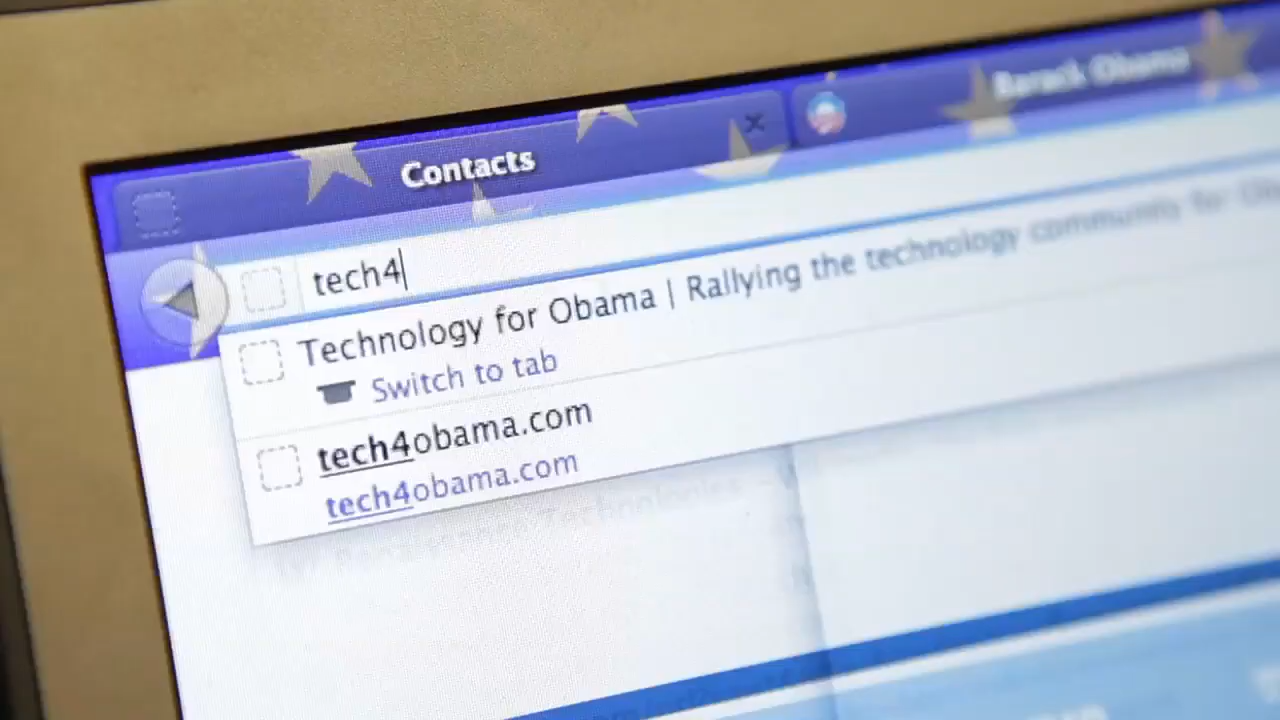 Contacts
Barack Obama
tech4
Technology for Obama | Rallying the technology community for
Switch to tab
tech4obama.com
tech4obama.com